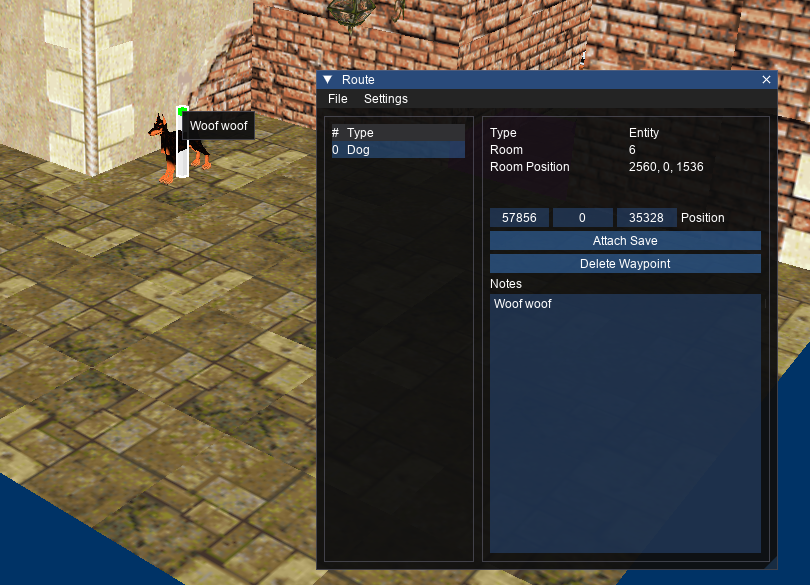 Route
File Settings
Woof woof
# Type
0 Dog
Type Entity
Room 6
Room Position 2560, 0, 1536
57856 0 35328 Position
Attach Save
Delete Waypoint
Notes
Woof woof